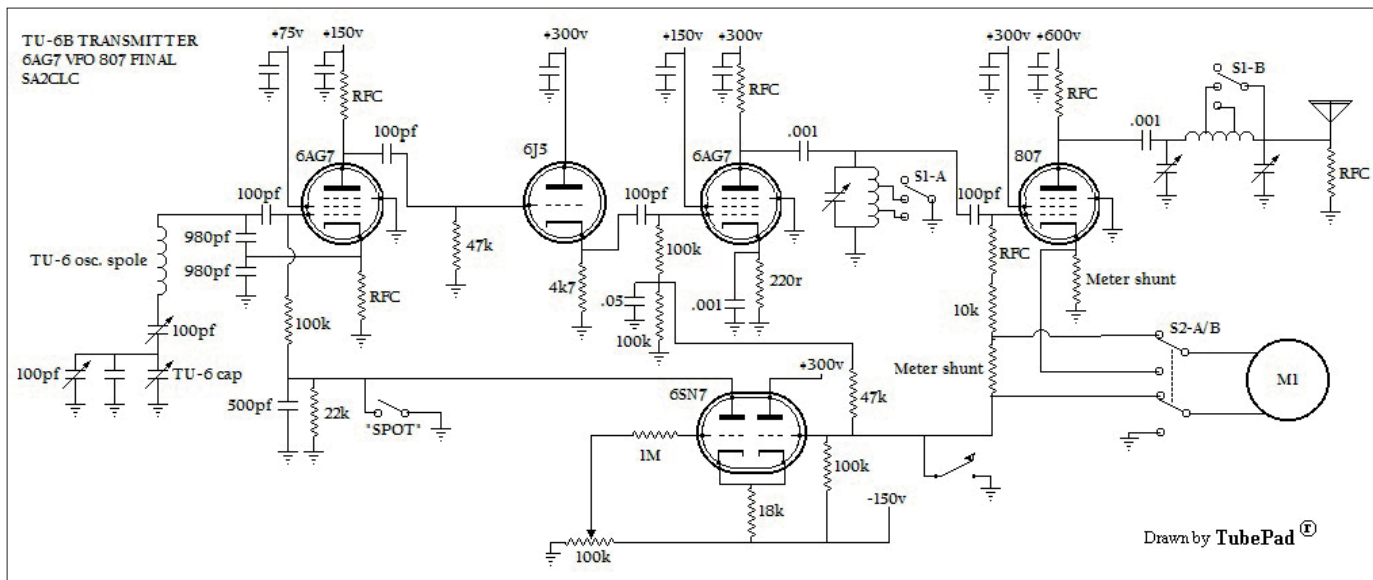 TU-6B TRANSMITTER
6AG7 VFO 807 FINAL
SA2CLC
+75v
+150v
+300v
+150v
+300v
+300v
+600v
S1-B
RFC
RFC
RFC
100pf
.001
.001
6AG7
6J5
6AG7
807
S1-A
RFC
100pf
100pf
100pf
980pf
47k
100k
RFC
TU-6 osc. spole
980pf
RFC
4k7
.05
.001
220r
Meter shunt
10k
100pf
100k
100k
S2-A/B
100pf
TU-6 cap
+300v
Meter shunt
M1
500pf
22k
"SPOT"
6SN7
47k
1M
100k
18k
-150v
100k
Drawn by TubePad ®